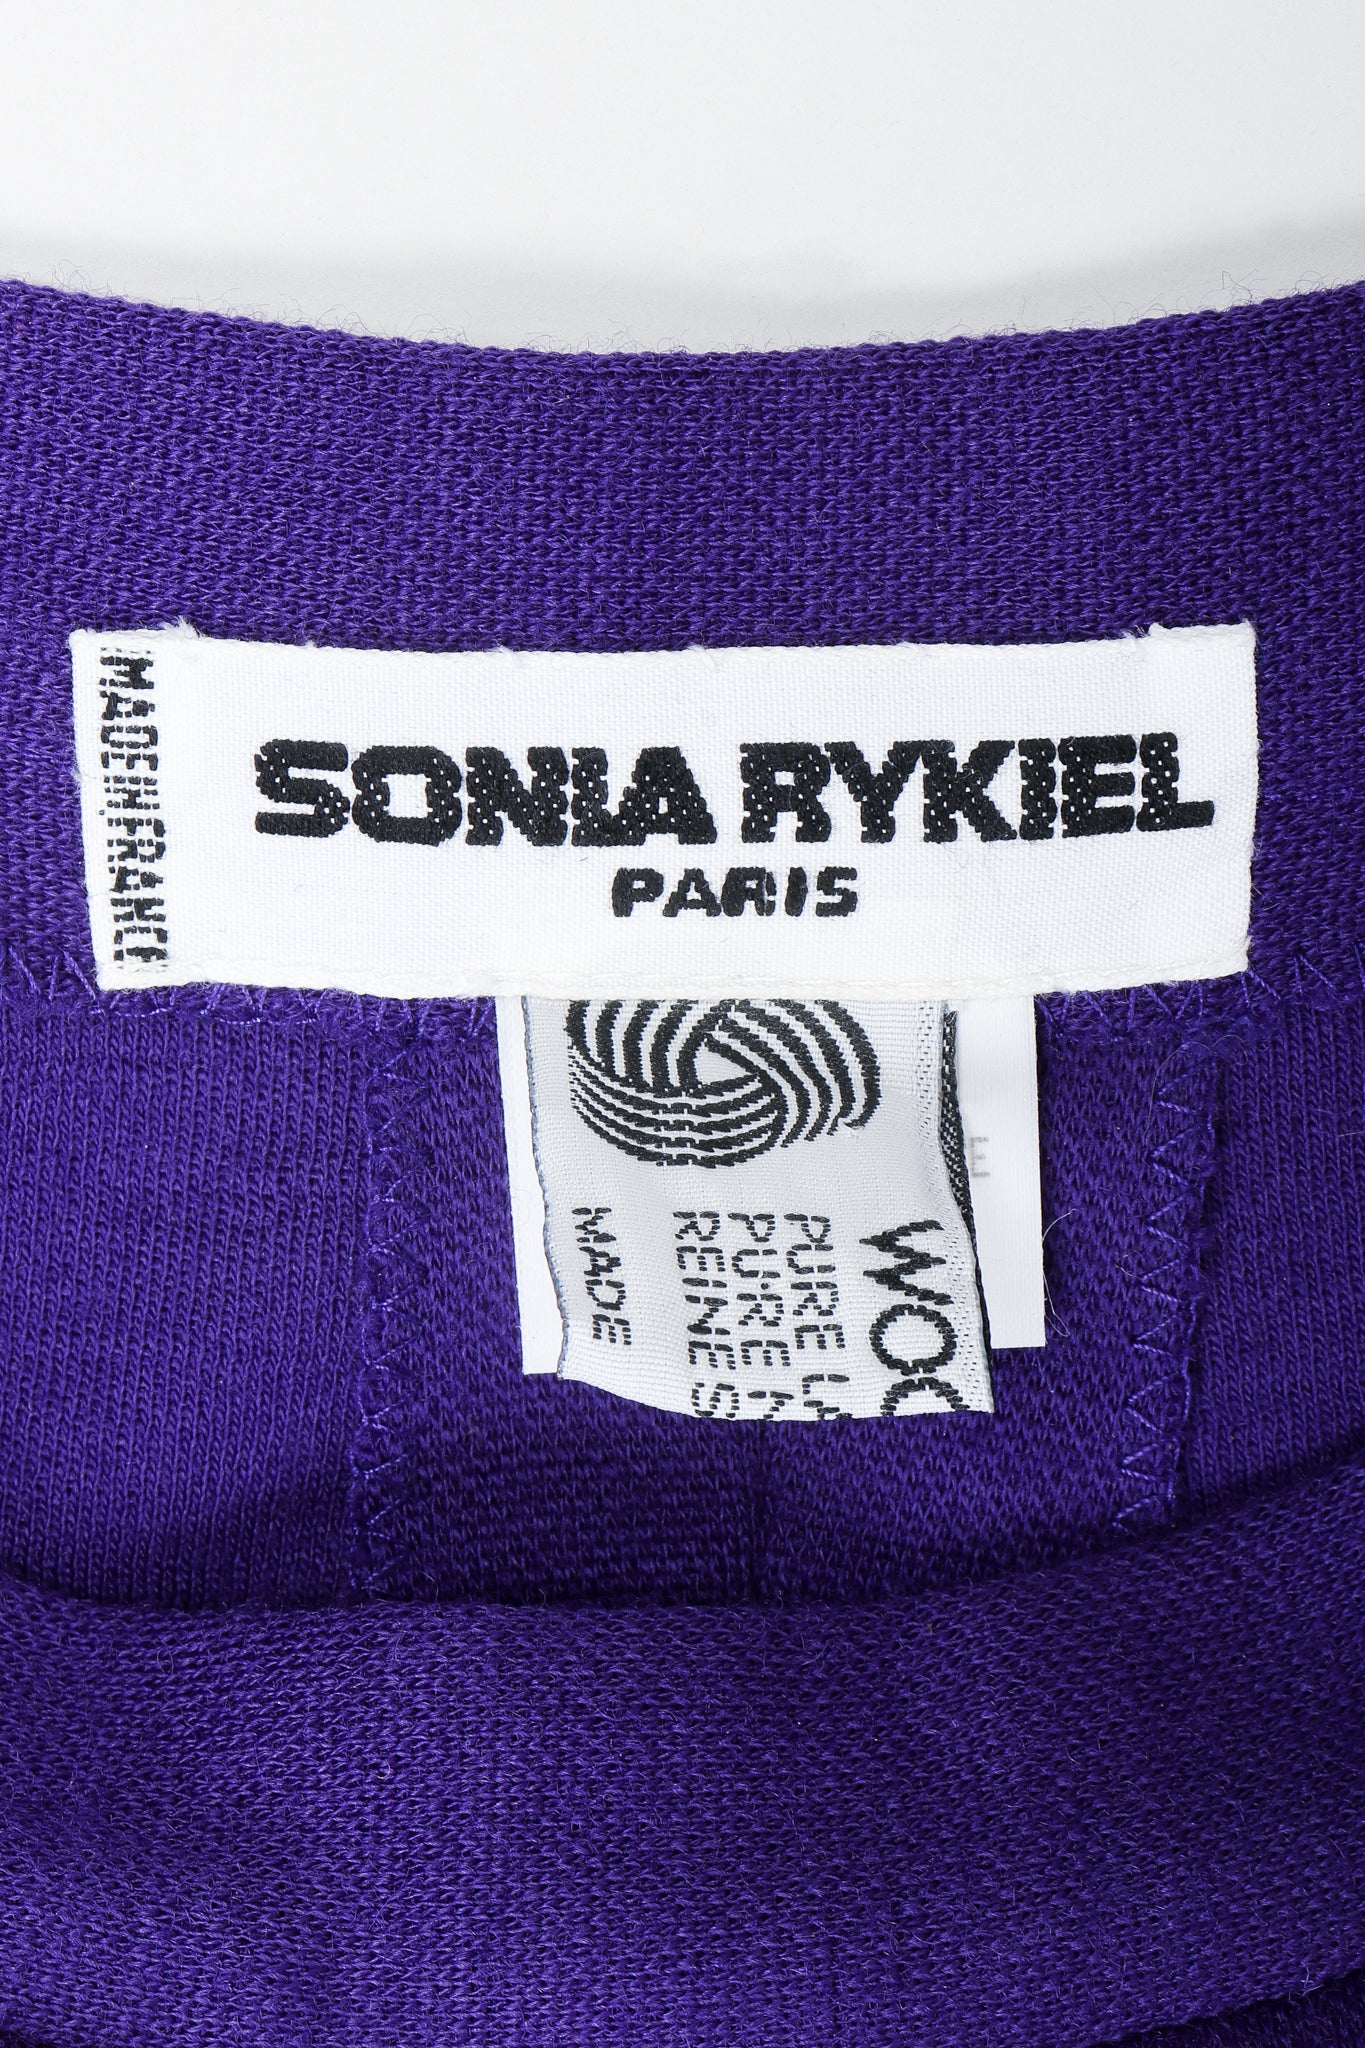 MADE IN FRANCE
SONIA RYKIEL
PARIS
E
WOO
PURE
PURE
REINE
MADE